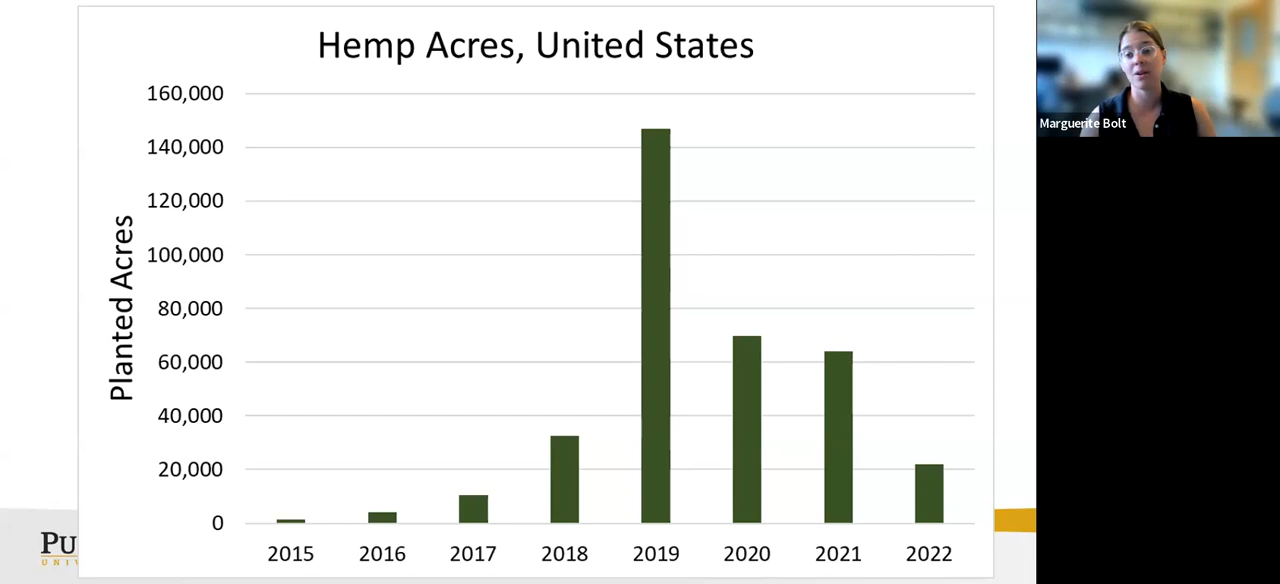 Hemp Acres, United States
Planted Acres
160,000
140,000
120,000
100,000
80,000
60,000
40,000
20,000
0
2015 2016 2017 2018 2019 2020 2021 2022
Marguerite Bolt